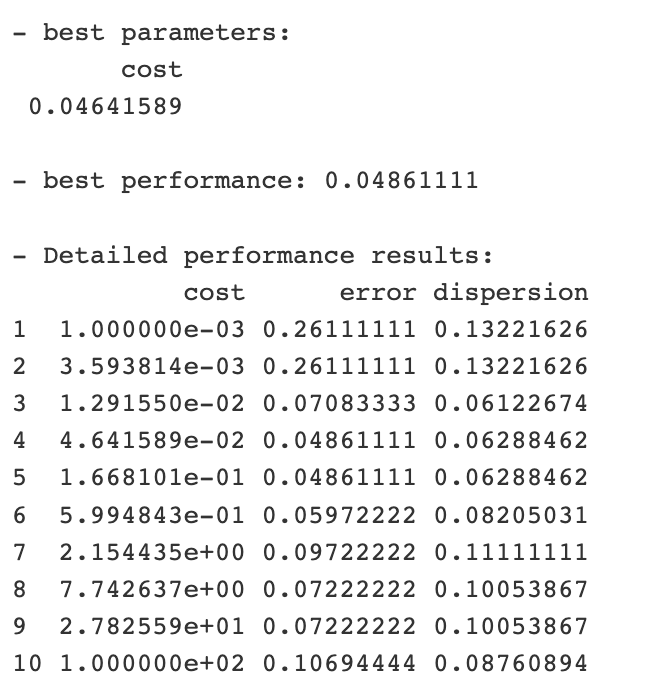 - best parameters:
       cost
 0.04641589

- best performance: 0.04861111

- Detailed performance results:
           cost      error dispersion
1  1.000000e-03 0.26111111 0.13221626
2  3.593814e-03 0.26111111 0.13221626
3  1.291550e-02 0.07083333 0.06122674
4  4.641589e-02 0.04861111 0.06288462
5  1.668101e-01 0.04861111 0.06288462
6  5.994843e-01 0.05972222 0.08205031
7  2.154435e+00 0.09722222 0.11111111
8  7.742637e+00 0.07222222 0.10053867
9  2.782559e+01 0.07222222 0.10053867
10 1.000000e+02 0.10694444 0.08760894